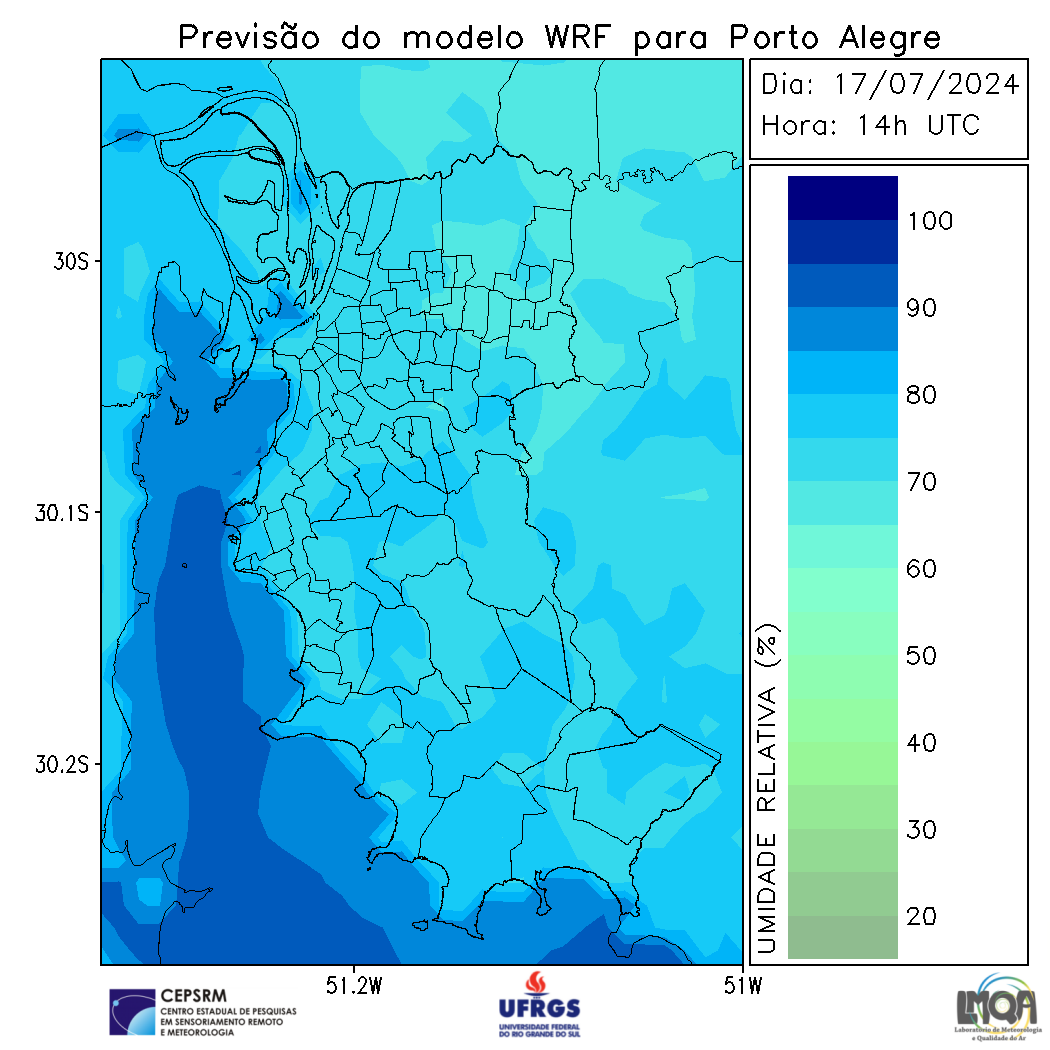 Previsão do modelo WRF para Porto Alegre
Dia: 17/07/2024
Hora: 14h UTC
30S
30.1S
30.2S
51.2W
51W
100
90
80
70
60
50
40
30
20
UMIDADE RELATIVA (%)
CEPSRM
CENTRO ESTADUAL DE PESQUISAS
EM SENSORIAMENTO REMOTO
E METEOROLOGIA
UFRGS
UNIVERSIDADE FEDERAL
DO RIO GRANDE DO SUL
LMQA
Laboratório de Meteorologia
e Qualidade do Ar